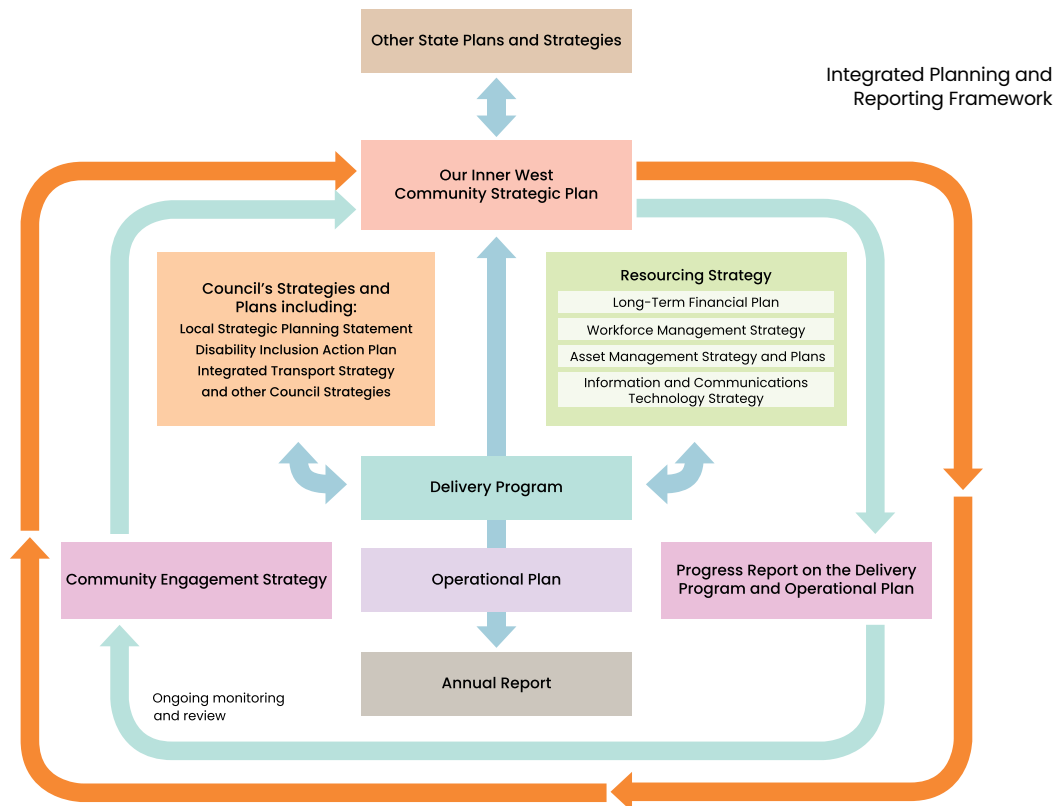 Other State Plans and Strategies
Integrated Planning and
Reporting Framework
Our Inner West
Community Strategic Plan
Council’s Strategies and
Plans including:
Local Strategic Planning Statement
Disability Inclusion Action Plan
Integrated Transport Strategy
and other Council Strategies
Resourcing Strategy
Long-Term Financial Plan
Workforce Management Strategy
Asset Management Strategy and Plans
Information and Communications
Technology Strategy
Delivery Program
Community Engagement Strategy
Operational Plan
Progress Report on the Delivery
Program and Operational Plan
Annual Report
Ongoing monitoring
and review